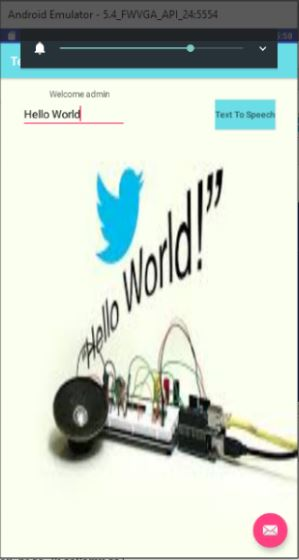 Android Emulator - 5.4_FWVGA_API_24:5554
Welcome admin
Hello World
Text To Speech
"Hello World!"